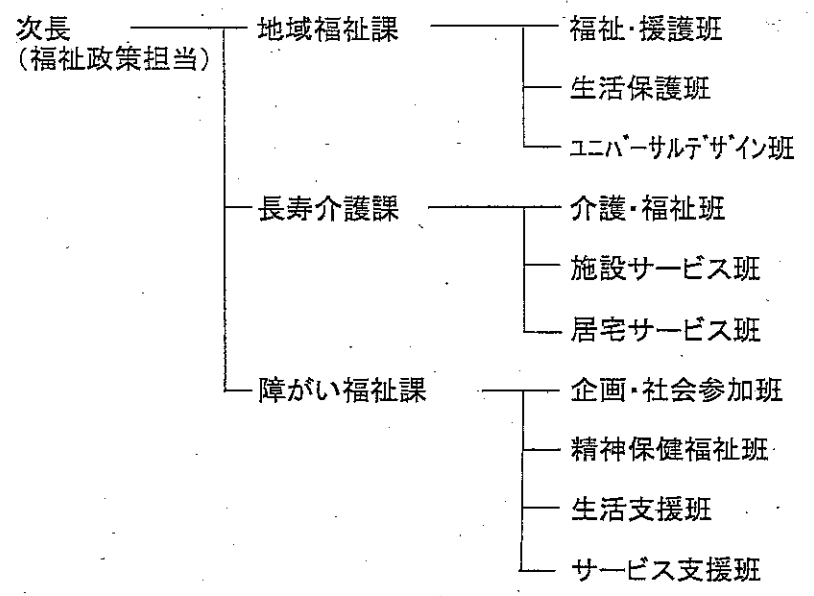 次長 地域福祉課 福祉・援護班
(福祉政策担当)
生活保護班
ﾕﾆﾊﾞｰｻﾙﾃﾞｻﾞｲﾝ班
長寿介護課 介護・福祉班
施設サービス班
居宅サービス班
障がい福祉課 企画・社会参加班
精神保健福祉班
生活支援班
サービス支援班